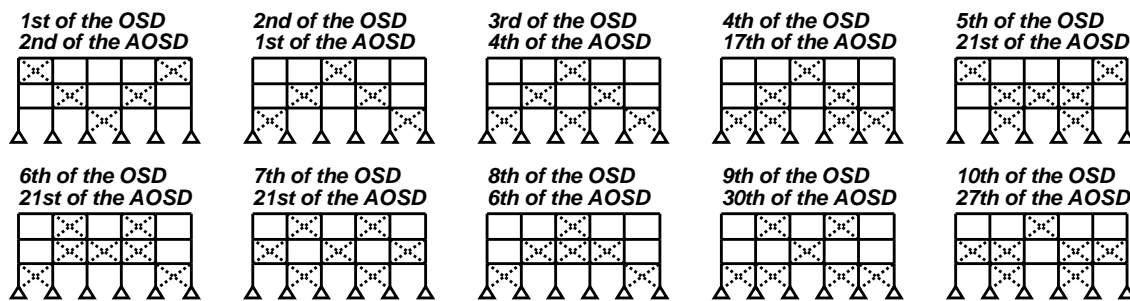 1st of the OSD
2nd of the AOSD
2nd of the OSD
1st of the AOSD
3rd of the OSD
4th of the AOSD
4th of the OSD
17th of the AOSD
5th of the OSD
21st of the AOSD
6th of the OSD
21st of the AOSD
7th of the OSD
21st of the AOSD
8th of the OSD
6th of the AOSD
9th of the OSD
30th of the AOSD
10th of the OSD
27th of the AOSD